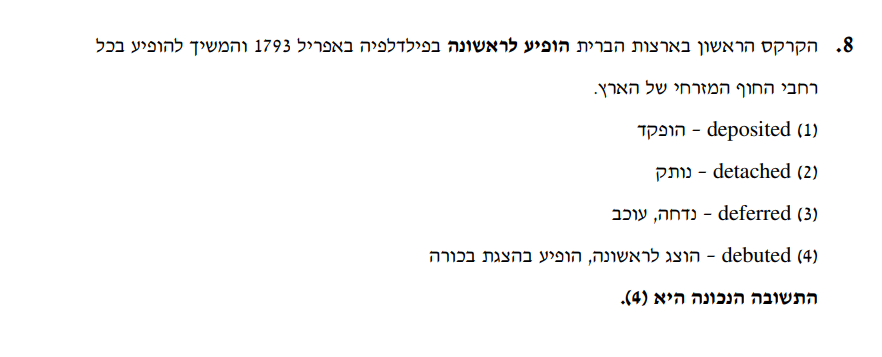 8. הקרקס הראשון בארצות הברית הופיע לראשונה בפילדלפיה באפריל 1793 והמשיך להופיע בכל
רחבי החוף המזרחי של הארץ.
(1) deposited – הופקד
(2) detached – נותק
(3) deferred – נדחה, עוכב
(4) debuted – הוצג לראשונה, הופיע בהצגת בכורה
התשובה הנכונה היא (4).